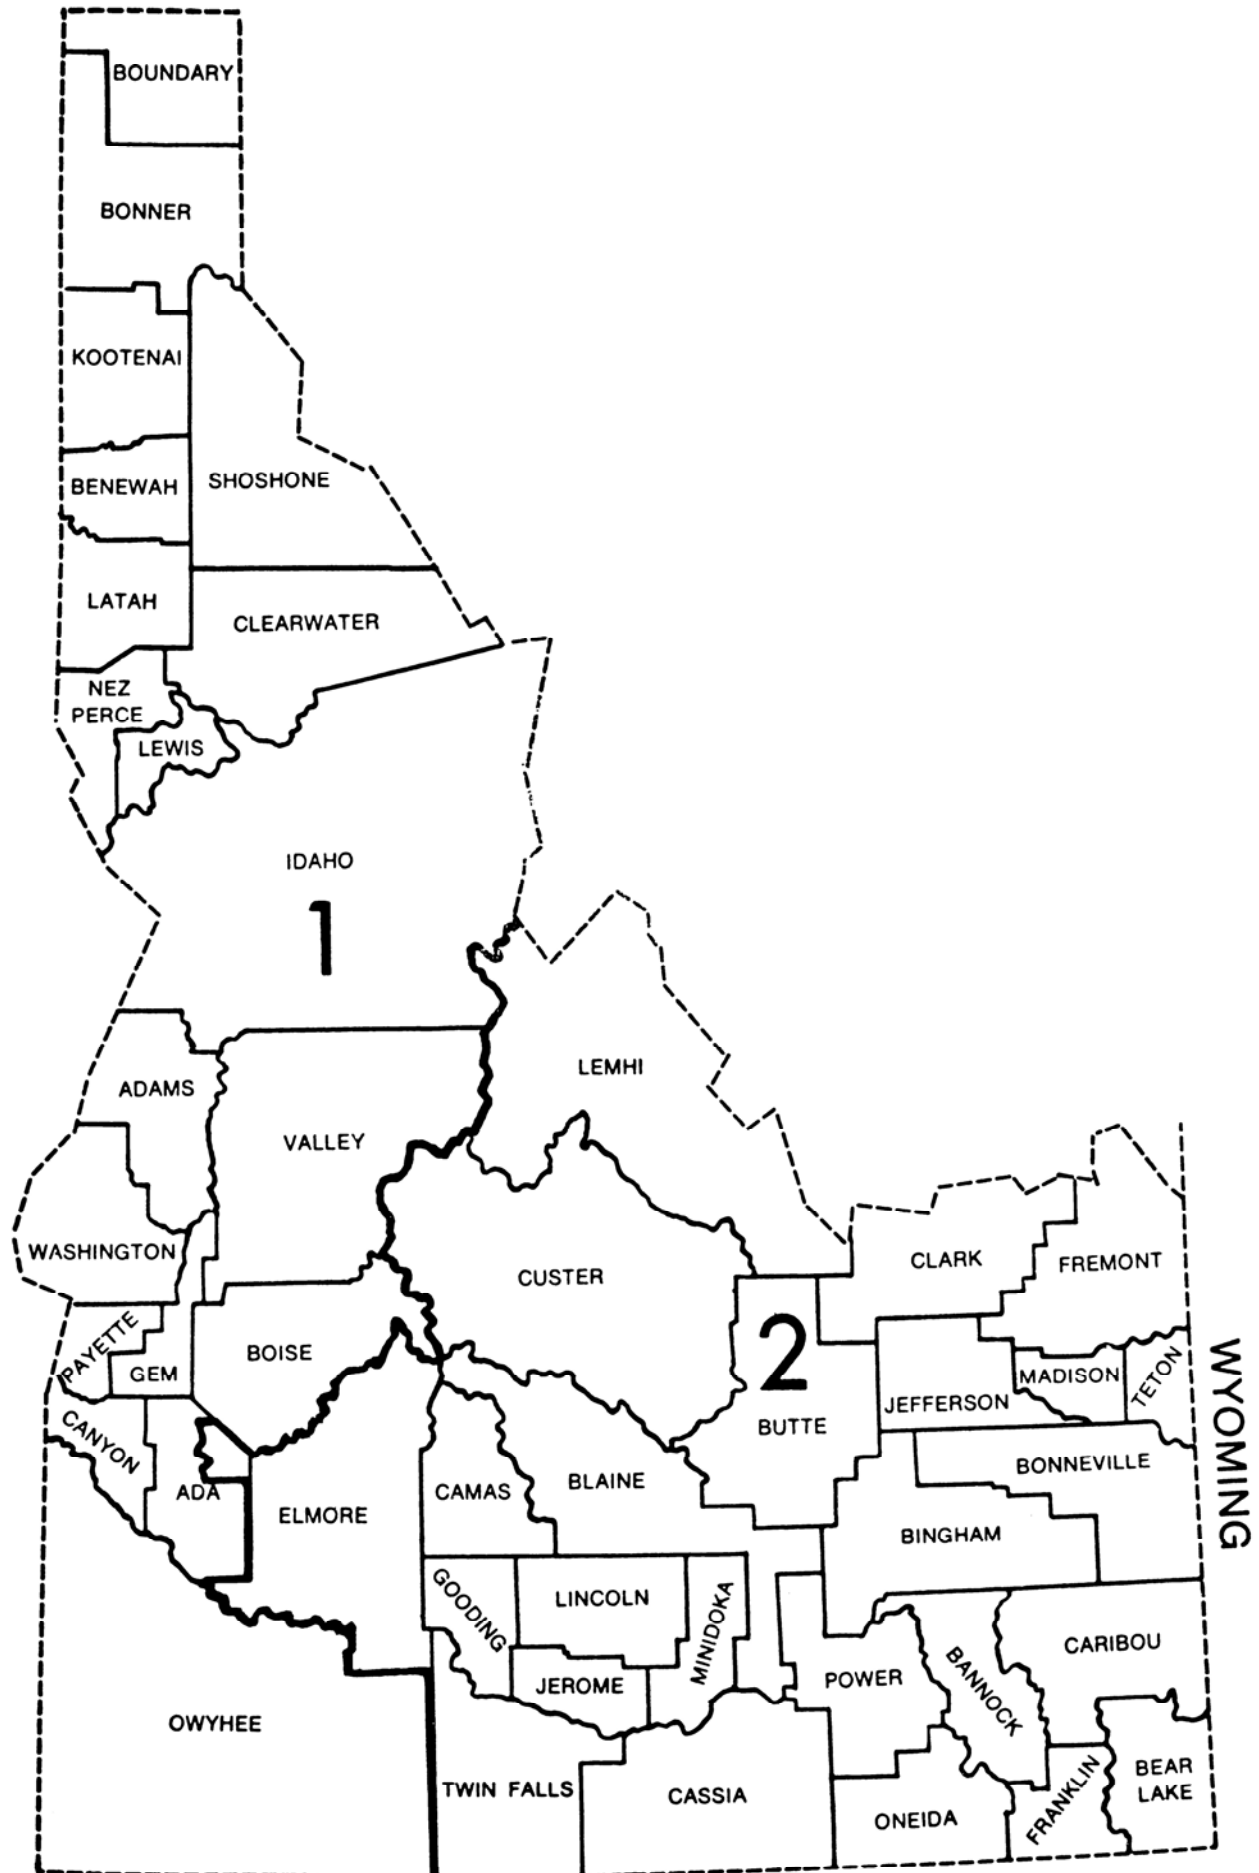 BOUNDARY
BONNER
KOOTENAI
BENEWAH
SHOSHONE
LATAH
CLEARWATER
NEZ
PERCE
LEWIS
IDAHO
1
ADAMS
LEMHI
VALLEY
WASHINGTON
CUSTER
CLARK
FREMONT
PAYETTE
GEM
BOISE
2
BUTTE
JEFFERSON
MADISON
TETON
WYOMING
CANYON
ADA
ELMORE
CAMAS
BLAINE
BONNEVILLE
BINGHAM
GOODING
LINCOLN
MINIDOKA
JEROME
POWER
BANNOCK
CARIBOU
OWYHEE
TWIN FALLS
CASSIA
ONEIDA
FRANKLIN
BEAR
LAKE